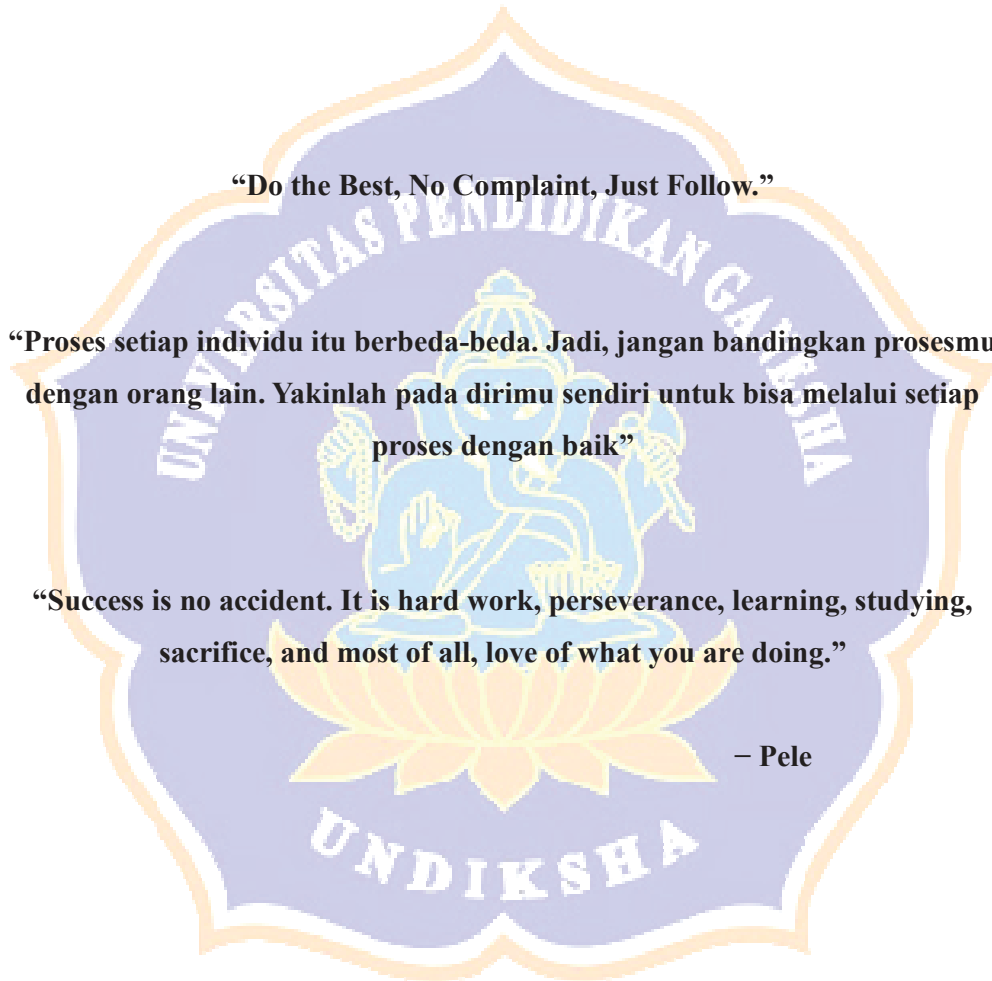 “Do the Best, No Complaint, Just Follow.”
UNIVERSITAS PENDIDIKAN GANESHA
“Proses setiap individu itu berbeda-beda. Jadi, jangan bandingkan prosesmu
dengan orang lain. Yakinlah pada dirimu sendiri untuk bisa melalui setiap
proses dengan baik”
“Success is no accident. It is hard work, perseverance, learning, studying,
sacrifice, and most of all, love of what you are doing.”
– Pele
UNDIKSHA